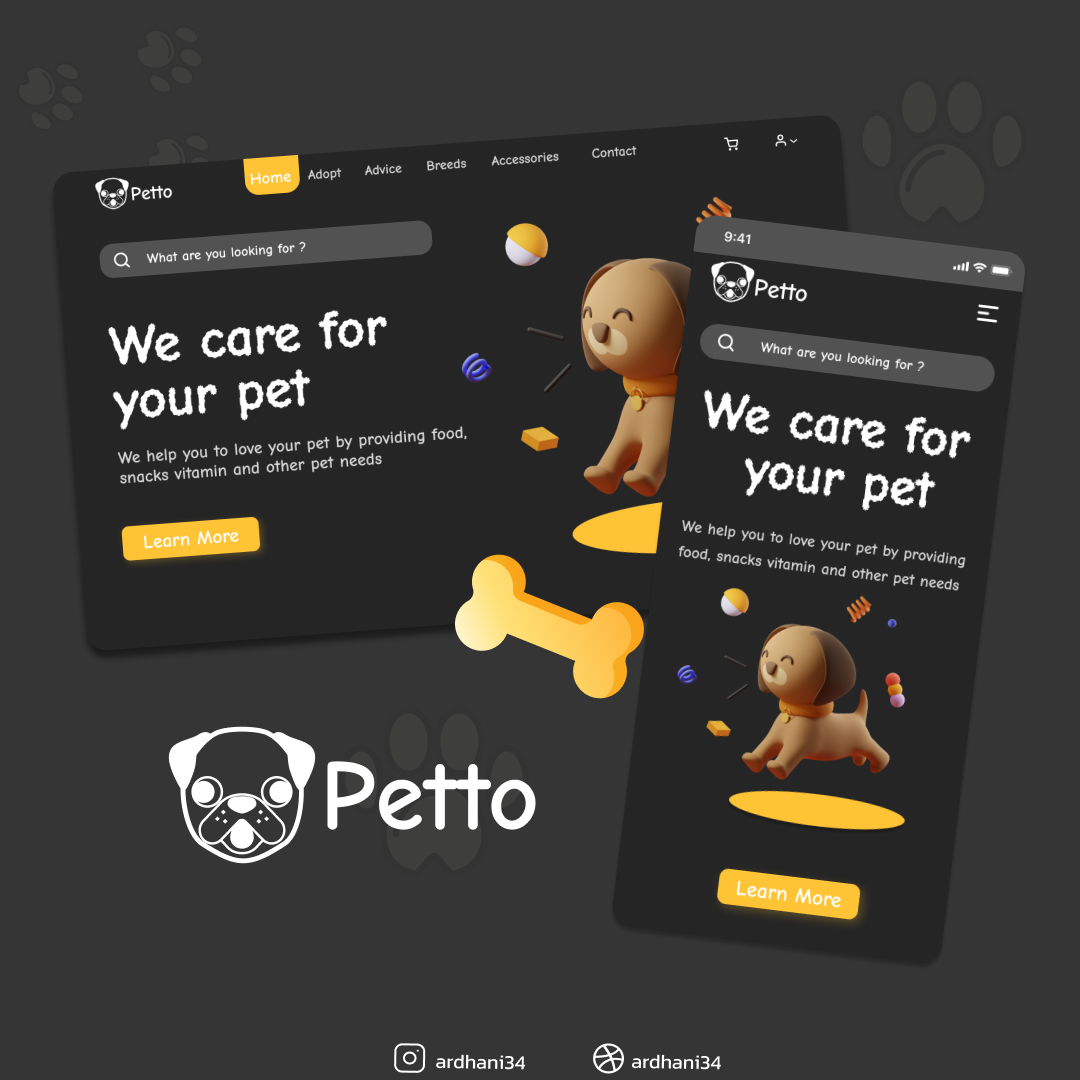 Petto
Home Adopt Advice Breeds Accessories Contact
What are you looking for ?
We care for
your pet
We help you to love your pet by providing food,
snacks vitamin and other pet needs
Learn More
9:41
Petto
What are you looking for ?
We care for
your pet
We help you to love your pet by providing
food, snacks vitamin and other pet needs
Learn More
Petto
ardhani34
ardhani34